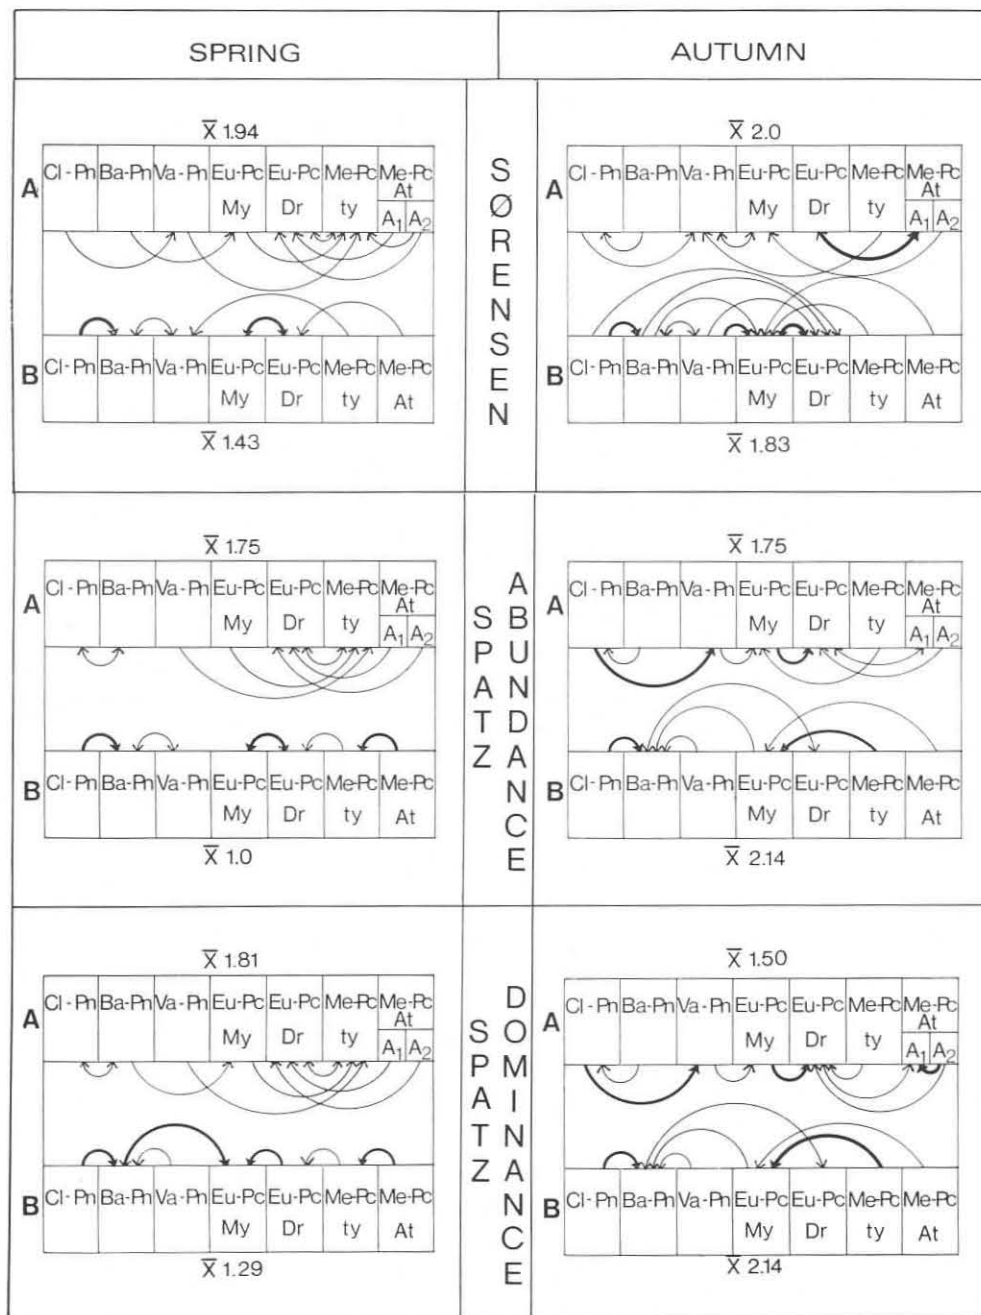 SPRING
AUTUMN
SØRENSEN
X̅ 1.94
A
Cl-Pn Ba-Pn Va-Pn Eu-Pc Eu-Pc Me-Pc Me-Pc
My Dr ty At
A1 A2
B
Cl-Pn Ba-Pn Va-Pn Eu-Pc Eu-Pc Me-Pc Me-Pc
My Dr ty At
X̅ 1.43
X̅ 2.0
A
Cl-Pn Ba-Pn Va-Pn Eu-Pc Eu-Pc Me-Pc Me-Pc
My Dr ty At
A1 A2
B
Cl-Pn Ba-Pn Va-Pn Eu-Pc Eu-Pc Me-Pc Me-Pc
My Dr ty At
X̅ 1.83
SPATZ
ABUNDANCE
X̅ 1.75
A
Cl-Pn Ba-Pn Va-Pn Eu-Pc Eu-Pc Me-Pc Me-Pc
My Dr ty At
A1 A2
B
Cl-Pn Ba-Pn Va-Pn Eu-Pc Eu-Pc Me-Pc Me-Pc
My Dr ty At
X̅ 1.0
X̅ 1.75
A
Cl-Pn Ba-Pn Va-Pn Eu-Pc Eu-Pc Me-Pc Me-Pc
My Dr ty At
A1 A2
B
Cl-Pn Ba-Pn Va-Pn Eu-Pc Eu-Pc Me-Pc Me-Pc
My Dr ty At
X̅ 2.14
SPATZ
DOMINANCE
X̅ 1.81
A
Cl-Pn Ba-Pn Va-Pn Eu-Pc Eu-Pc Me-Pc Me-Pc
My Dr ty At
A1 A2
B
Cl-Pn Ba-Pn Va-Pn Eu-Pc Eu-Pc Me-Pc Me-Pc
My Dr ty At
X̅ 1.29
X̅ 1.50
A
Cl-Pn Ba-Pn Va-Pn Eu-Pc Eu-Pc Me-Pc Me-Pc
My Dr ty At
A1 A2
B
Cl-Pn Ba-Pn Va-Pn Eu-Pc Eu-Pc Me-Pc Me-Pc
My Dr ty At
X̅ 2.14